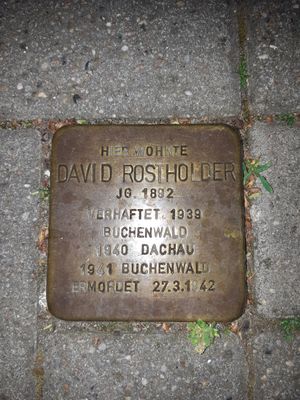 HIER WOHNTE
DAVID ROSTHOLDER
JG. 1892
VERHAFTET 1939
BUCHENWALD
1940 DACHAU
1941 BUCHENWALD
ERMORDET 27.3.1942